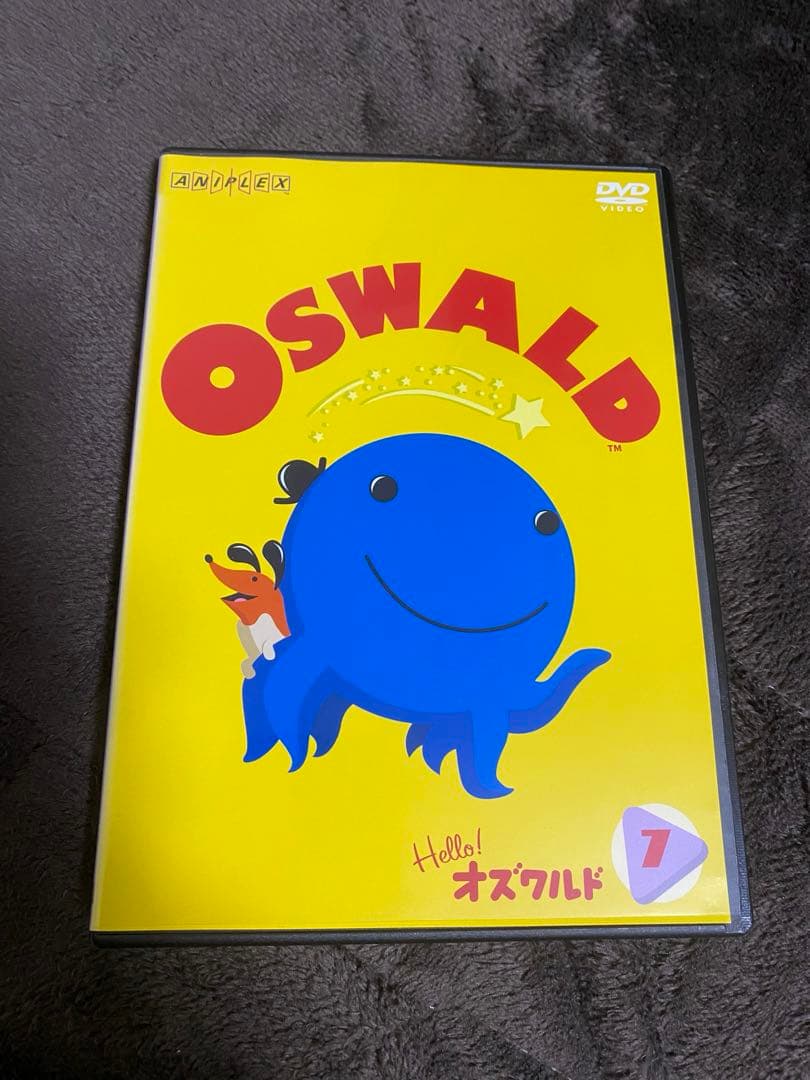 ANIPLEX
DVD
VIDEO
OSWALD
TM
Hello!
オズワルド
7